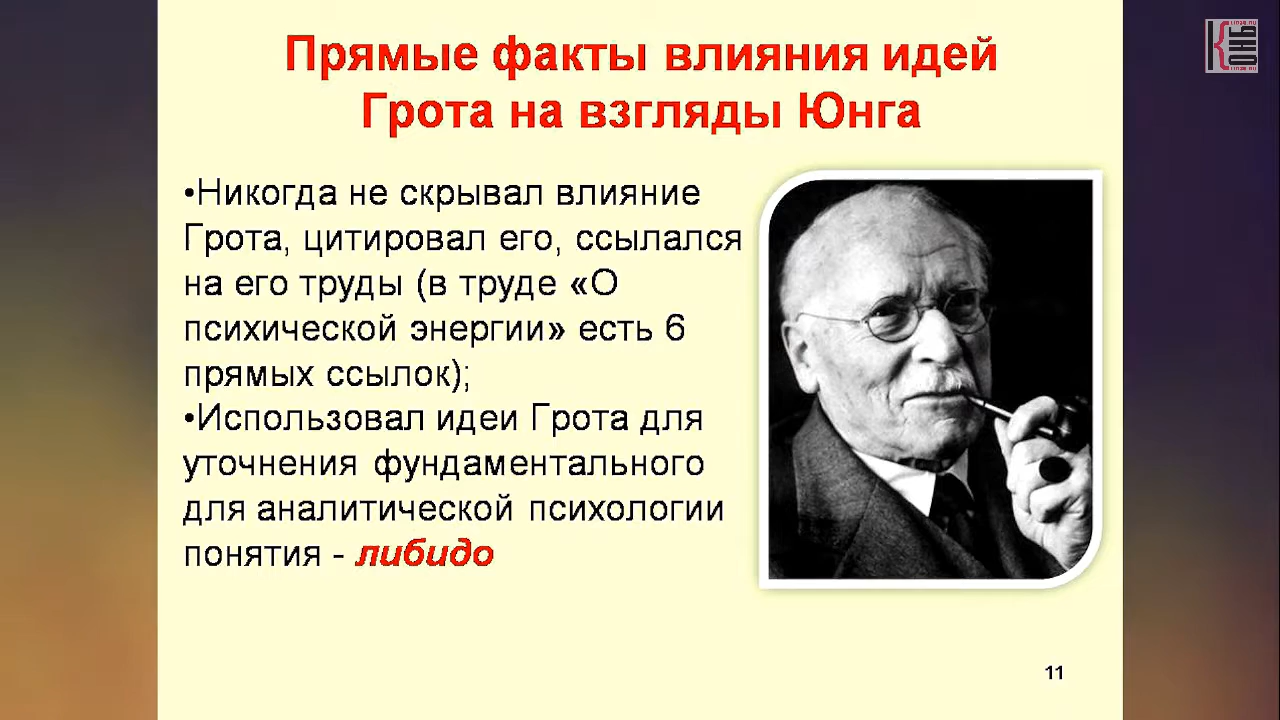 Прямые факты влияния идей
Грота на взгляды Юнга
•Никогда не скрывал влияние
Грота, цитировал его, ссылался
на его труды (в труде «О
психической энергии» есть 6
прямых ссылок);
•Использовал идеи Грота для
уточнения фундаментального
для аналитической психологии
понятия - либидо
11